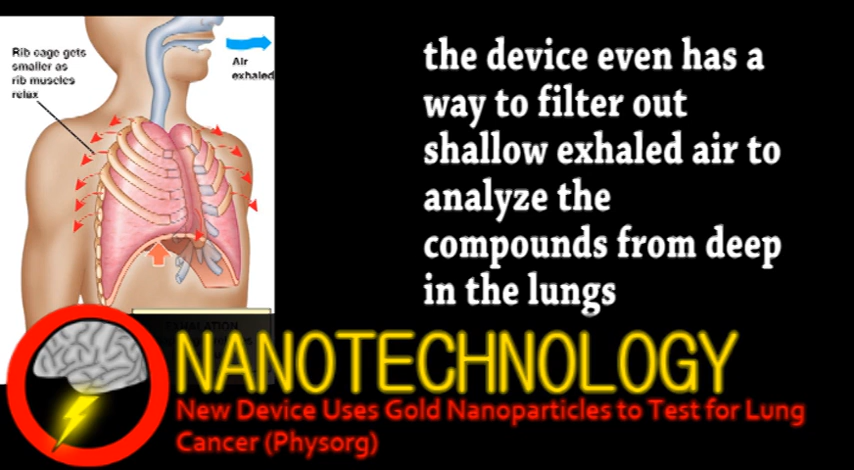 Rib cage gets
smaller as
rib muscles
relax
Air
exhaled
the device even has a
way to filter out
shallow exhaled air to
analyze the
compounds from deep
in the lungs
EXHALATION
NANOTECHNOLOGY
New Device Uses Gold Nanoparticles to Test for Lung
Cancer (Physorg)